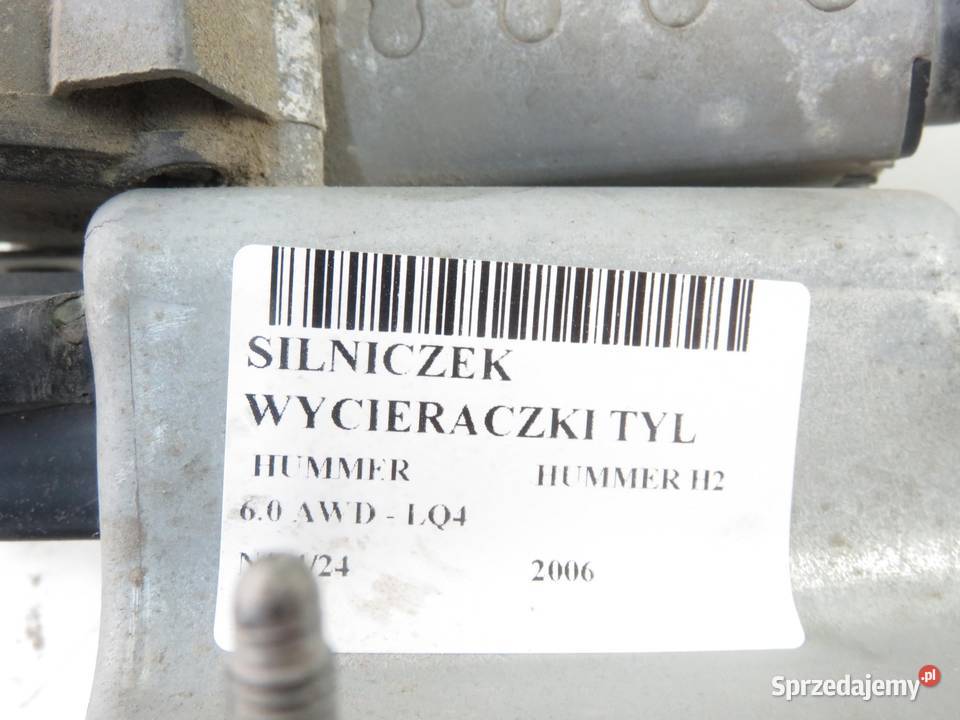 SILNICZEK
WYCIERACZKI TYL
HUMMER HUMMER H2
6.0 AWD - LQ4
2006
Sprzedajemy.pl